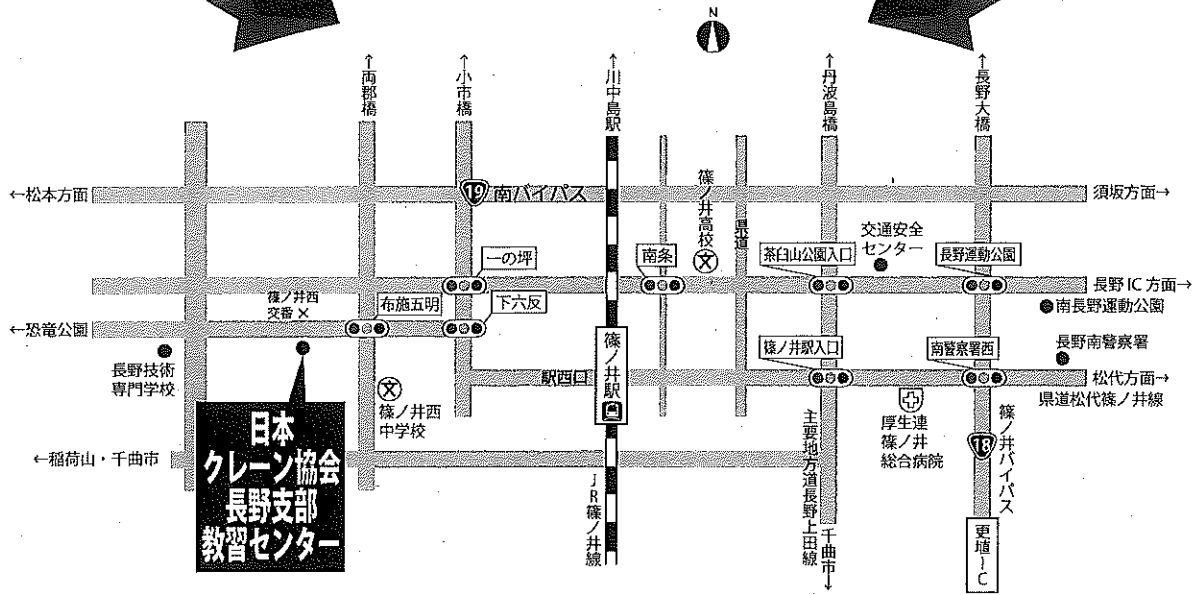 N
↑両郡橋
↑小市橋
↑川中島駅
↑丹波島橋
↑長野大橋
←松本方面
19 南バイパス
須坂方面→
篠ノ井高校
文
県道
交通安全
センター
一の坪
南条
茶臼山公園入口
長野運動公園
長野IC方面→
南長野運動公園
篠ノ井西
交番×
布施五明
下六反
←恐竜公園
長野技術
専門学校
文
篠ノ井西
中学校
駅西口
篠ノ井駅
篠ノ井駅入口
南警察署西
長野南警察署
松代方面→
県道松代篠ノ井線
厚生連
篠ノ井
総合病院
18
篠ノ井バイパス
日本
クレーン協会
長野支部
教習センター
←稲荷山・千曲市
JR篠ノ井線
主要地方道長野上田線
千曲市↓
更埴IC